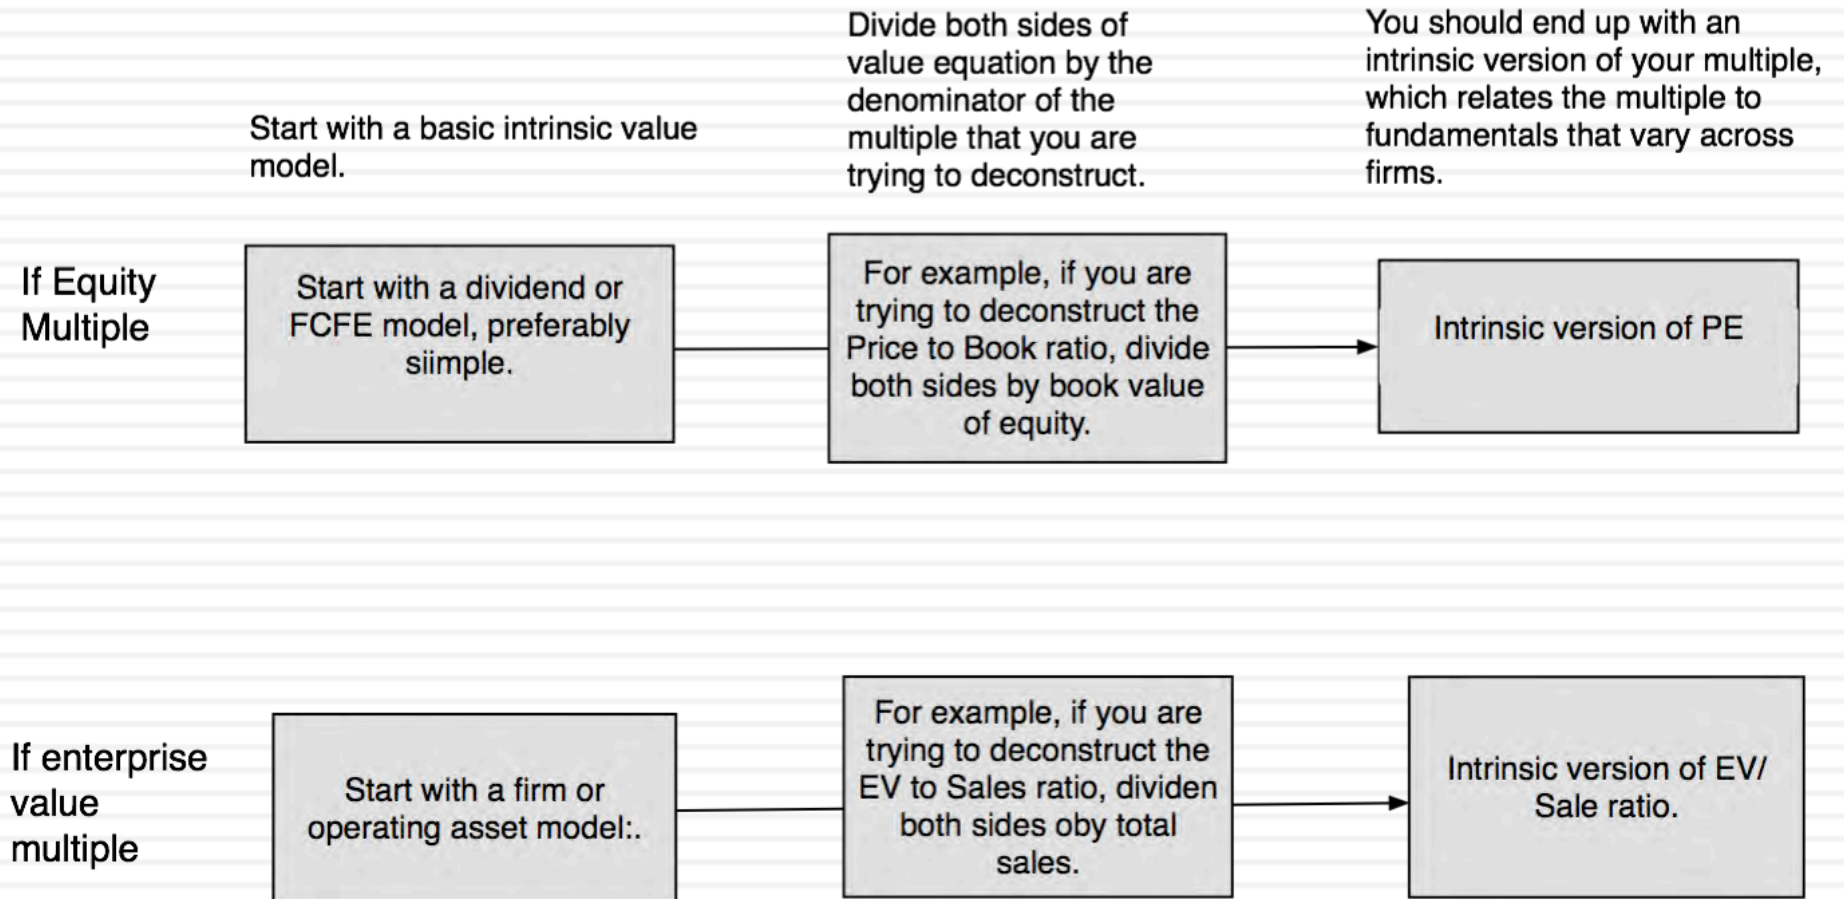 Start with a basic intrinsic value
model.
Divide both sides of
value equation by the
denominator of the
multiple that you are
trying to deconstruct.
You should end up with an
intrinsic version of your multiple,
which relates the multiple to
fundamentals that vary across
firms.
If Equity
Multiple
Start with a dividend or
FCFE model, preferably
siimple.
For example, if you are
trying to deconstruct the
Price to Book ratio, divide
both sides by book value
of equity.
Intrinsic version of PE
If enterprise
value
multiple
Start with a firm or
operating asset model:.
For example, if you are
trying to deconstruct the
EV to Sales ratio, dividen
both sides oby total
sales.
Intrinsic version of EV/
Sale ratio.